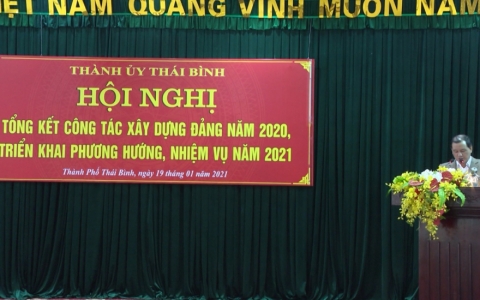 VIỆT NAM QUANG VINH MUÔN NĂM
THÀNH ỦY THÁI BÌNH
HỘI NGHỊ
TỔNG KẾT CÔNG TÁC XÂY DỰNG ĐẢNG NĂM 2020,
TRIỂN KHAI PHƯƠNG HƯỚNG, NHIỆM VỤ NĂM 2021
Thành Phố Thái Bình, ngày 19 tháng 01 năm 2021